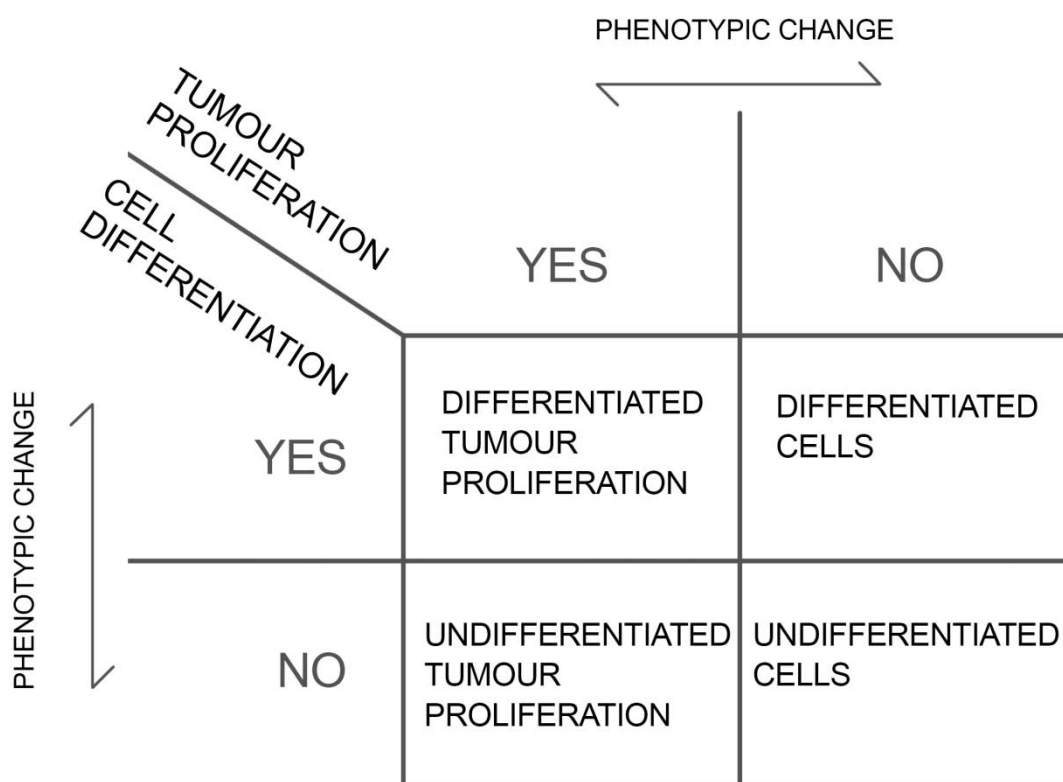 PHENOTYPIC CHANGE
TUMOUR
PROLIFERATION
CELL
DIFFERENTIATION
YES
NO
PHENOTYPIC CHANGE
YES
DIFFERENTIATED
TUMOUR
PROLIFERATION
DIFFERENTIATED
CELLS
NO
UNDIFFERENTIATED
TUMOUR
PROLIFERATION
UNDIFFERENTIATED
CELLS